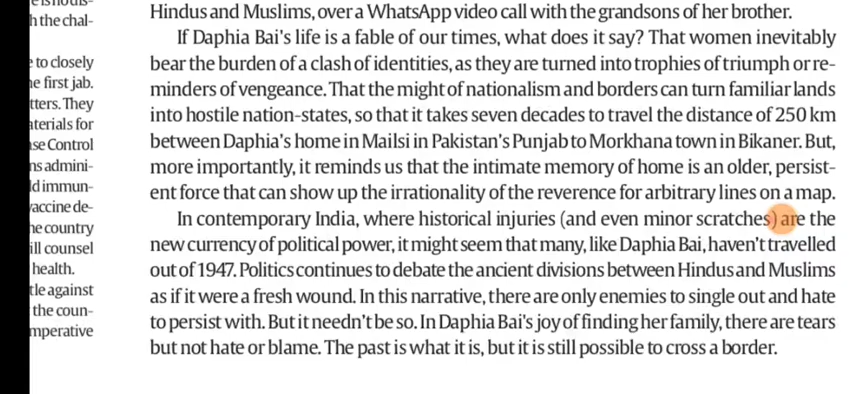 h the chal-
e to closely
he first jab.
tters. They
aterials for
ase Control
ns admini-
ld immun-
vaccine de-
he country
ill counsel
health.
tle against
the coun-
mperative
Hindus and Muslims, over a WhatsApp video call with the grandsons of her brother.
If Daphia Bai's life is a fable of our times, what does it say? That women inevitably
bear the burden of a clash of identities, as they are turned into trophies of triumph or re-
minders of vengeance. That the might of nationalism and borders can turn familiar lands
into hostile nation-states, so that it takes seven decades to travel the distance of 250 km
between Daphia's home in Mailsi in Pakistan's Punjab to Morkhana town in Bikaner. But,
more importantly, it reminds us that the intimate memory of home is an older, persist-
ent force that can show up the irrationality of the reverence for arbitrary lines on a map.
In contemporary India, where historical injuries (and even minor scratches) are the
new currency of political power, it might seem that many, like Daphia Bai, haven't travelled
out of 1947. Politics continues to debate the ancient divisions between Hindus and Muslims
as if it were a fresh wound. In this narrative, there are only enemies to single out and hate
to persist with. But it needn't be so. In Daphia Bai's joy of finding her family, there are tears
but not hate or blame. The past is what it is, but it is still possible to cross a border.